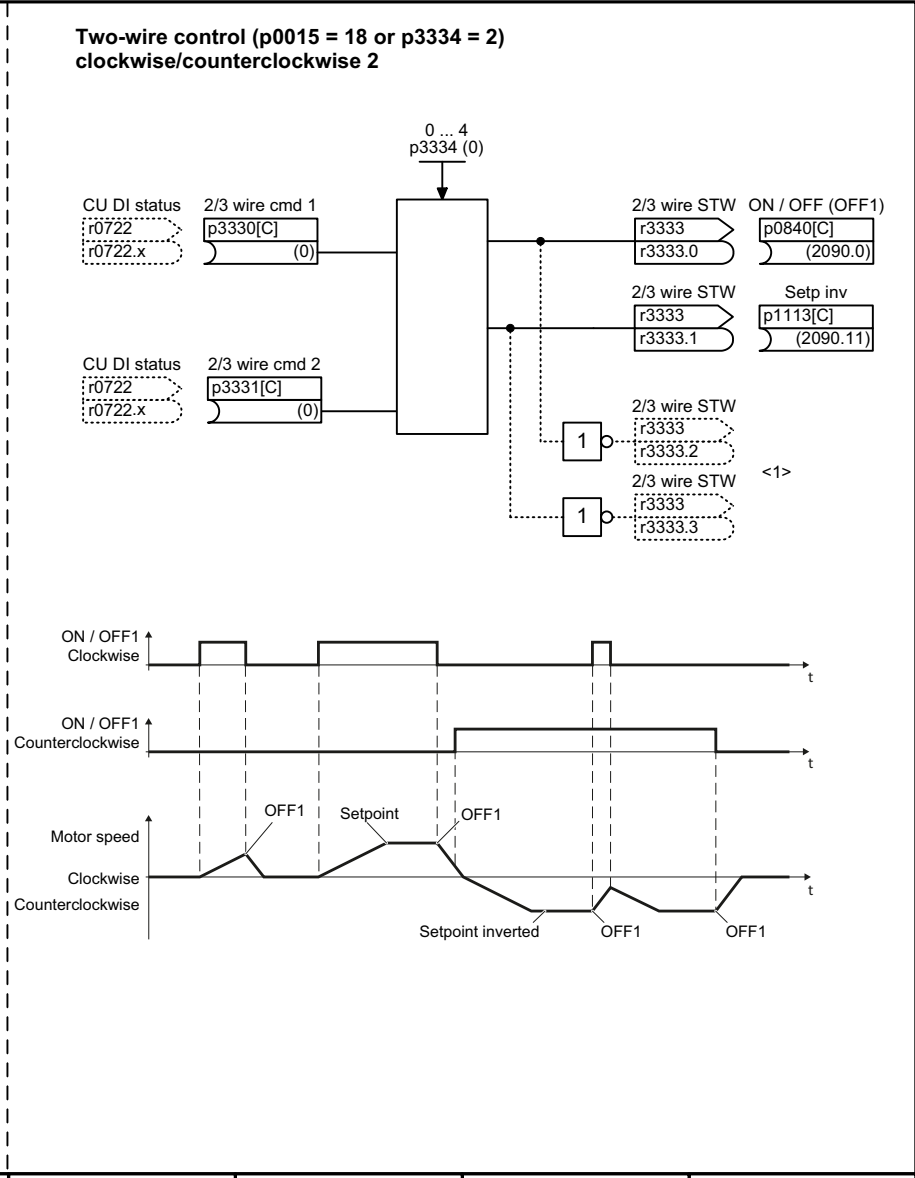 Two-wire control (p0015 = 18 or p3334 = 2)
clockwise/counterclockwise 2
0 ... 4
p3334 (0)
CU DI status
2/3 wire cmd 1
2/3 wire STW
ON / OFF (OFF1)
r0722
p3330[C]
r3333
p0840[C]
r0722.x
(0)
r3333.0
(2090.0)
2/3 wire STW
Setp inv
r3333
p1113[C]
r3333.1
(2090.11)
CU DI status
2/3 wire cmd 2
r0722
p3331[C]
r0722.x
(0)
2/3 wire STW
r3333
1
r3333.2
<1>
2/3 wire STW
r3333
1
r3333.3
ON / OFF1
Clockwise
t
ON / OFF1
Counterclockwise
t
OFF1
Setpoint
OFF1
Motor speed
Clockwise
t
Counterclockwise
Setpoint inverted
OFF1
OFF1